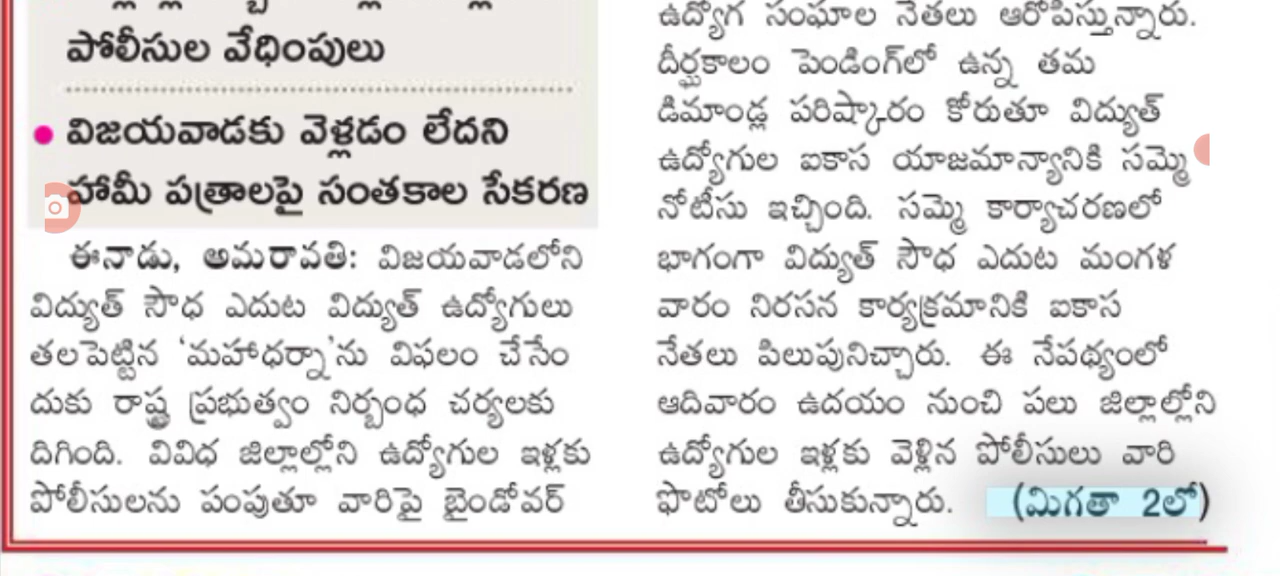 పోలీసుల వేధింపులు
విజయవాడకు వెళ్లడం లేదని
హామీ పత్రాలపై సంతకాల సేకరణ
ఈనాడు, అమరావతి: విజయవాడలోని
విద్యుత్ సౌధ ఎదుట విద్యుత్ ఉద్యోగులు
తలపెట్టిన ‘మహాధర్నా’ను విఫలం చేసేం
దుకు రాష్ట్ర ప్రభుత్వం నిర్బంధ చర్యలకు
దిగింది. వివిధ జిల్లాల్లోని ఉద్యోగుల ఇళ్లకు
పోలీసులను పంపుతూ వారిపై బైండోవర్
ఉద్యోగ సంఘాల నేతలు ఆరోపిస్తున్నారు.
దీర్ఘకాలం పెండింగ్‌లో ఉన్న తమ
డిమాండ్ల పరిష్కారం కోరుతూ విద్యుత్
ఉద్యోగుల ఐకాస యాజమాన్యానికి సమ్మె
నోటీసు ఇచ్చింది. సమ్మె కార్యాచరణలో
భాగంగా విద్యుత్ సౌధ ఎదుట మంగళ
వారం నిరసన కార్యక్రమానికి ఐకాస
నేతలు పిలుపునిచ్చారు. ఈ నేపథ్యంలో
ఆదివారం ఉదయం నుంచి పలు జిల్లాల్లోని
ఉద్యోగుల ఇళ్లకు వెళ్లిన పోలీసులు వారి
ఫొటోలు తీసుకున్నారు. (మిగతా 2లో)